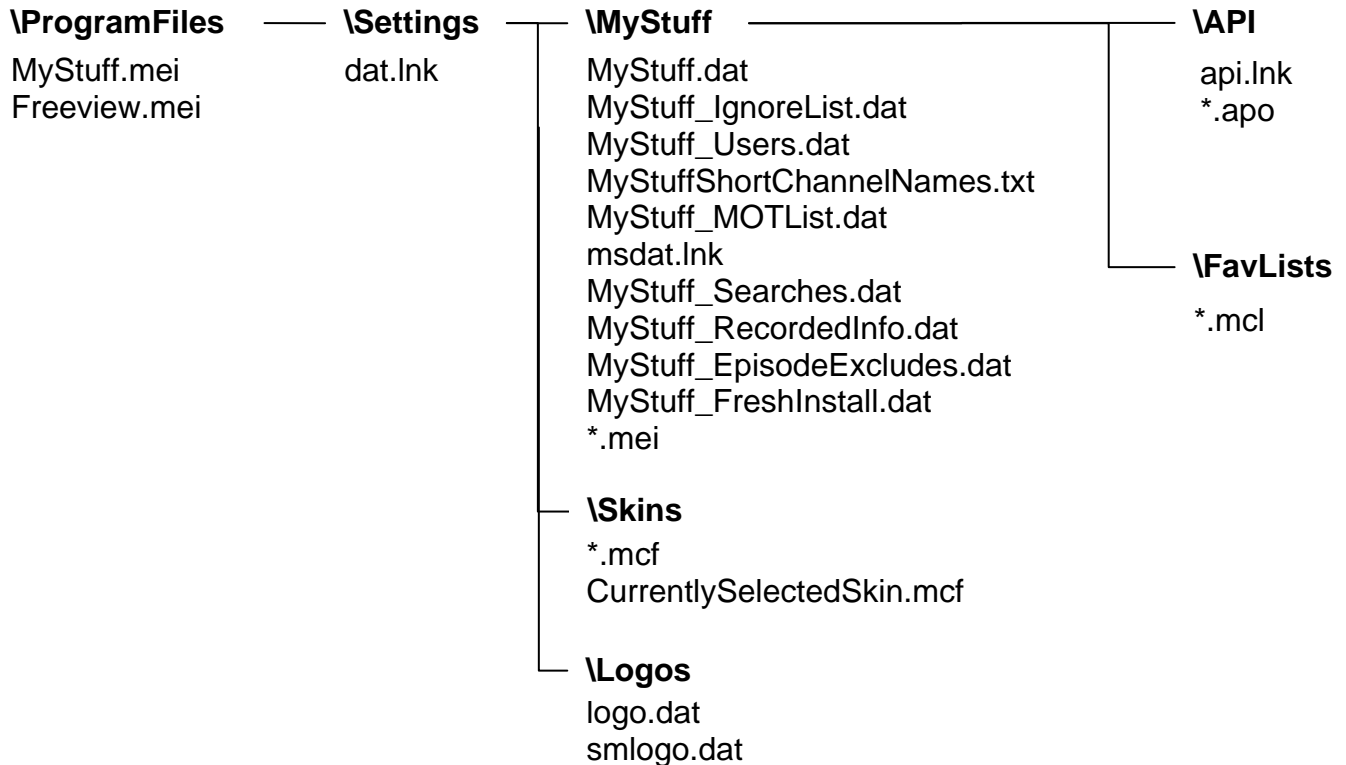 \ProgramFiles
MyStuff.mei
Freeview.mei
\Settings
dat.lnk
\MyStuff
MyStuff.dat
MyStuff_IgnoreList.dat
MyStuff_Users.dat
MyStuffShortChannelNames.txt
MyStuff_MOTList.dat
msdat.lnk
MyStuff_Searches.dat
MyStuff_RecordedInfo.dat
MyStuff_EpisodeExcludes.dat
MyStuff_FreshInstall.dat
*.mei
\Skins
*.mcf
CurrentlySelectedSkin.mcf
\Logos
logo.dat
smlogo.dat
\API
api.lnk
*.apo
\FavLists
*.mcl